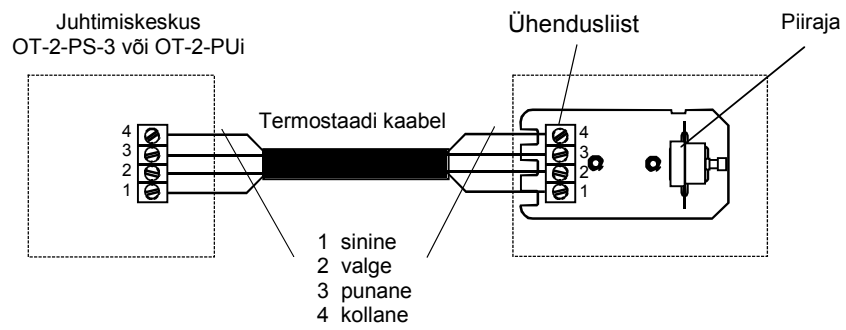 Juhtimiskeskus
OT-2-PS-3 või OT-2-PUi
Ühendusliist
Piiraja
Termostaadi kaabel
4
3
2
1
4
3
2
1
1 sinine
2 valge
3 punane
4 kollane